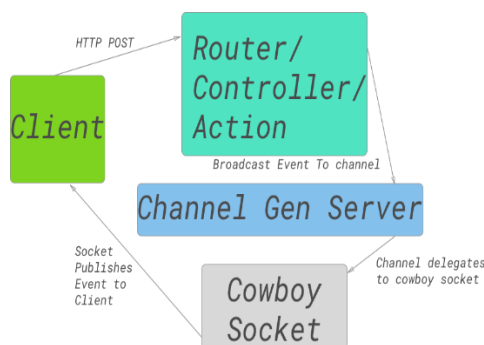 HTTP POST
Router/
Controller/
Action
Client
Broadcast Event To channel
Channel Gen Server
Socket
Publishes
Event to
Client
Channel delegates
to cowboy socket
Cowboy
Socket